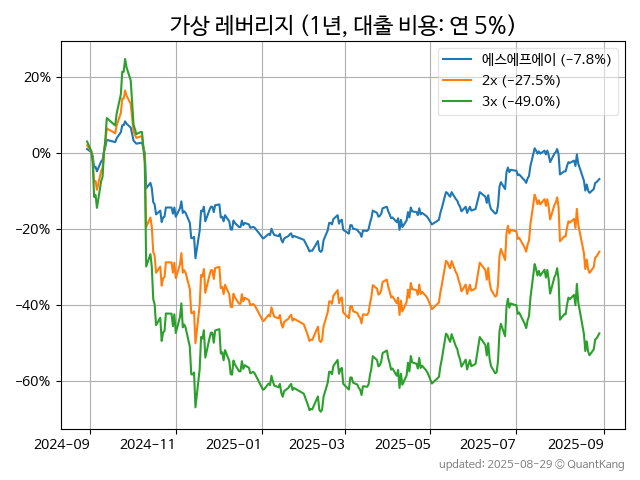 가상 레버리지 (1년, 대출 비용: 연 5%)
에스에프에이 (−7.8%)
2x (−27.5%)
3x (−49.0%)
20%
0%
−20%
−40%
−60%
2024−09 2024−11 2025−01 2025−03 2025−05 2025−07 2025−09
updated: 2025-08-29 © QuantKang